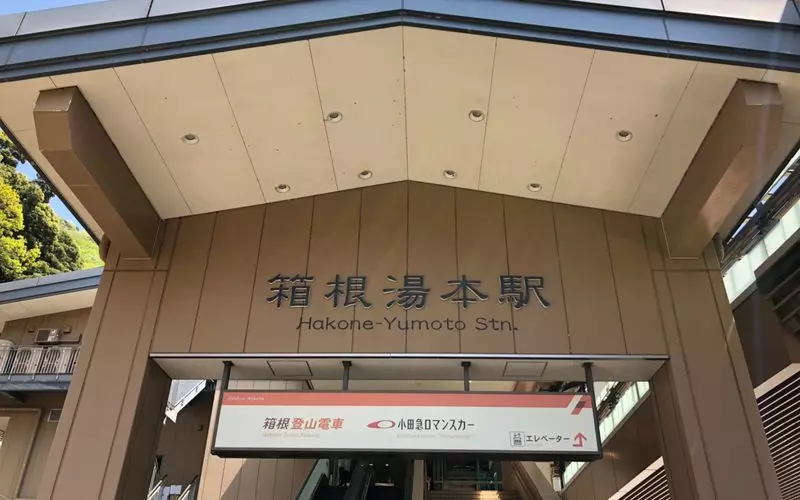 箱根湯本駅
Hakone-Yumoto Stn.
箱根登山電車
小田急ロマンスカー
エレベーター